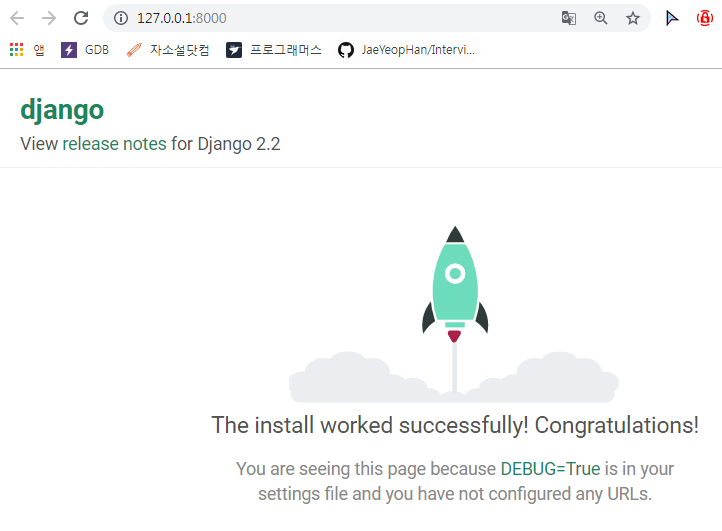 127.0.0.1:8000
앱 GDB 자소설닷컴 프로그래머스 JaeYeopHan/Intervi...
django
View release notes for Django 2.2
The install worked successfully! Congratulations!
You are seeing this page because DEBUG=True is in your
settings file and you have not configured any URLs.